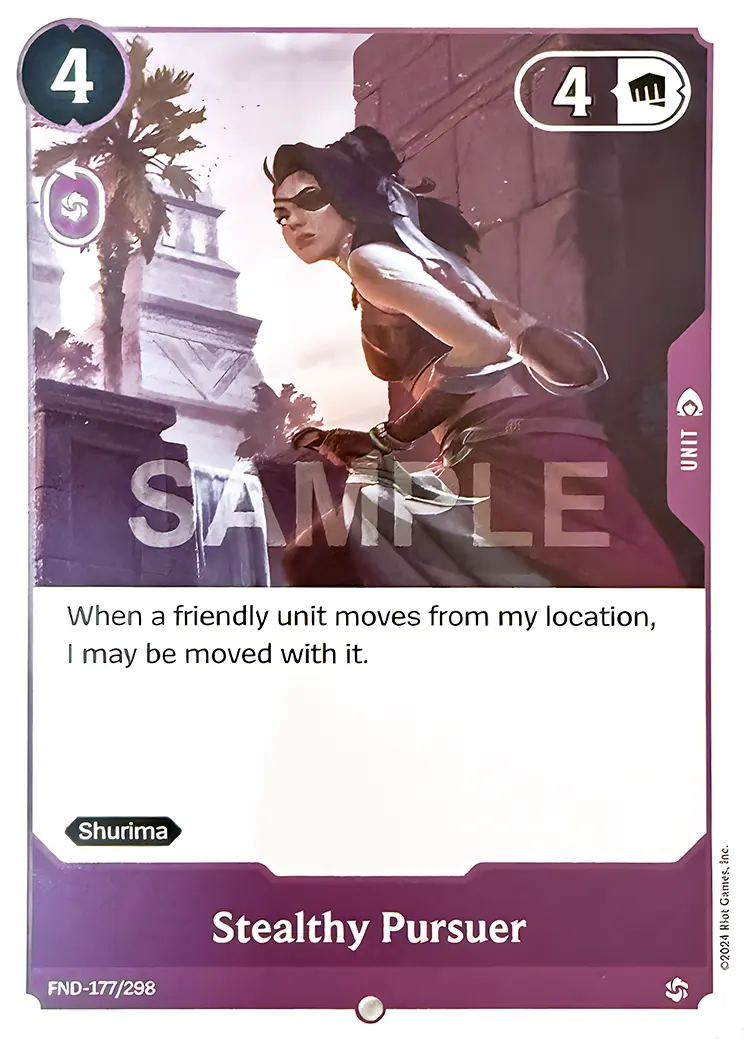 4
4
UNIT
SAMPLE
When a friendly unit moves from my location,
I may be moved with it.
Shurima
Stealthy Pursuer
FND-177/298
©2024 Riot Games, Inc.